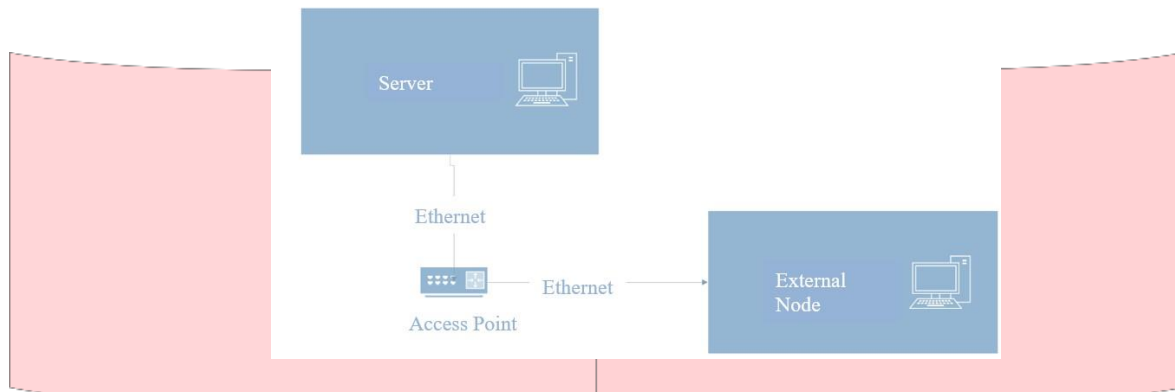 Server
Ethernet
Ethernet
Access Point
External
Node